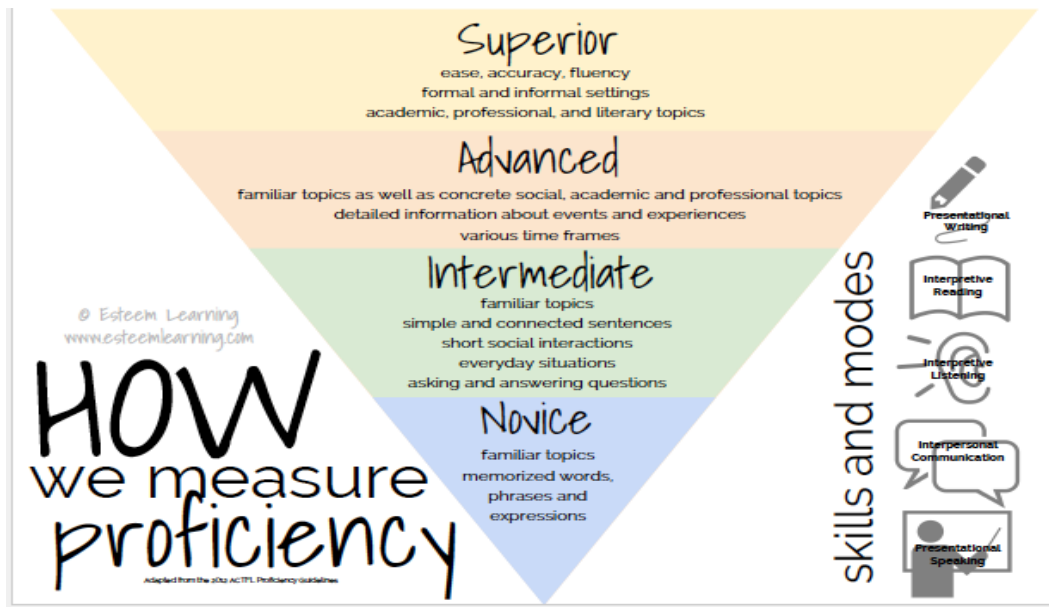 Superior
ease, accuracy, fluency
formal and informal settings
academic, professional, and literary topics
Advanced
familiar topics as well as concrete social, academic and professional topics
detailed information about events and experiences
various time frames
Intermediate
familiar topics
simple and connected sentences
short social interactions
everyday situations
asking and answering questions
Novice
familiar topics
memorized words,
phrases and
expressions
© Esteem Learning
www.esteemlearning.com
HOW
we measure
proficiency
Adapted from the 2012 ACTFL Proficiency Guidelines
skills and modes
Presentational
Writing
Interpretive
Reading
Interpretive
Listening
Interpersonal
Communication
Presentational
Speaking